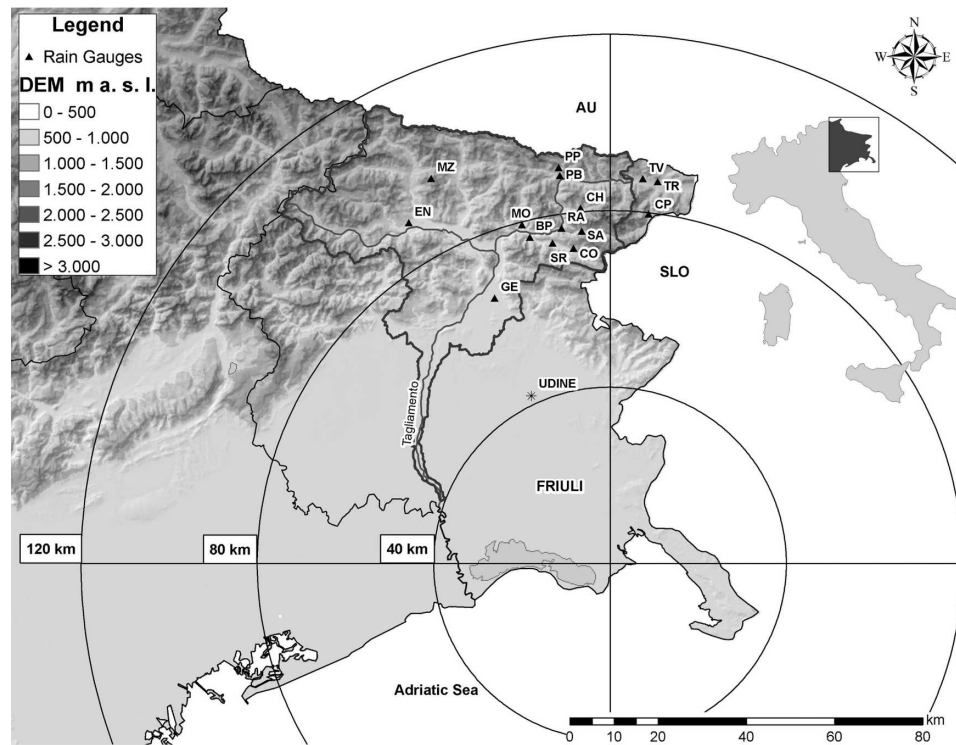 Legend
Rain Gauges
DEM m a. s. l.
0 - 500
500 - 1.000
1.000 - 1.500
1.500 - 2.000
2.000 - 2.500
2.500 - 3.000
> 3.000
N
W E
S
AU
PP
PB
MZ
TV
TR
CH
CP
EN
MO
BP
RA
SA
SR
CO
SLO
GE
UDINE
Tagliamento
FRIULI
120 km
80 km
40 km
Adriatic Sea
km
0 10 20 40 60 80